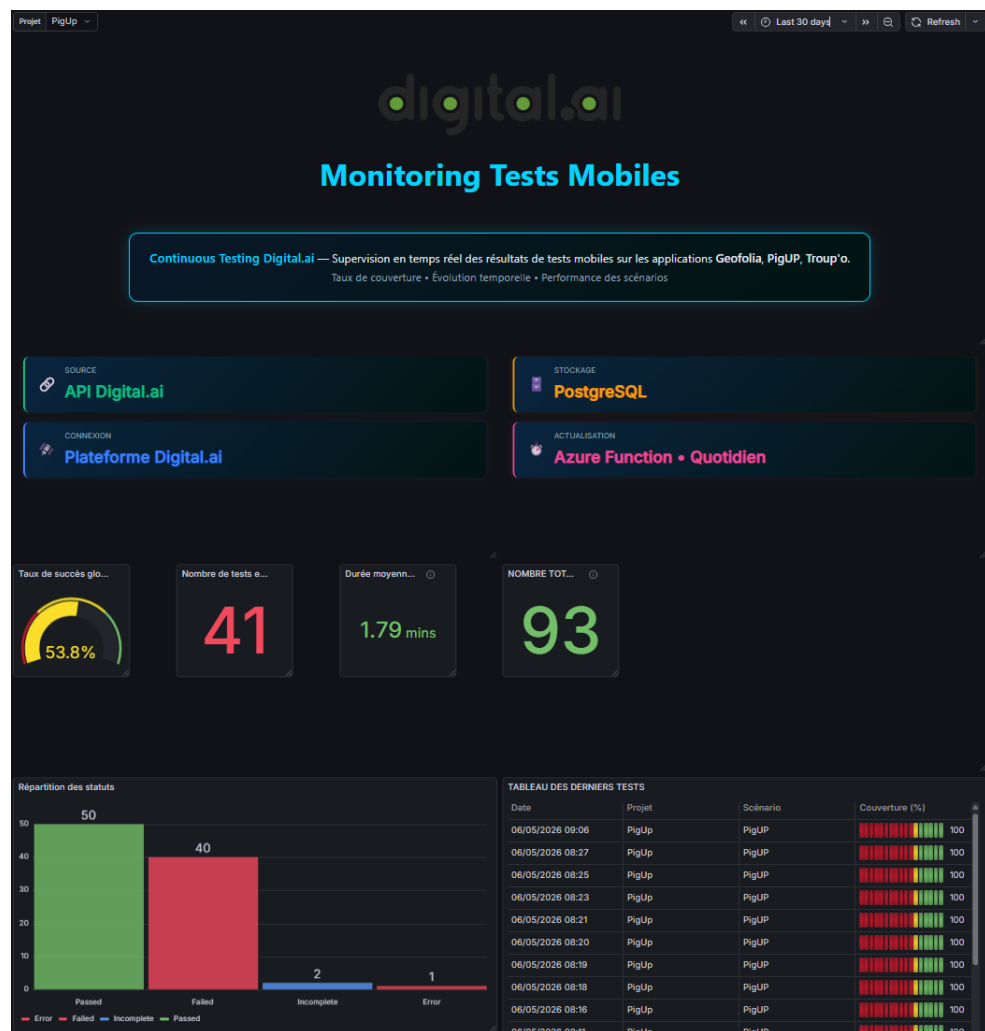 Projet PigUp
Last 30 days Refresh
digital.ai
Monitoring Tests Mobiles
Continuous Testing Digital.ai — Supervision en temps réel des résultats de tests mobiles sur les applications Geofolia, PigUP, Troup'o.
Taux de couverture • Évolution temporelle • Performance des scénarios
SOURCE
API Digital.ai
STOCKAGE
PostgreSQL
CONNEXION
Plateforme Digital.ai
ACTUALISATION
Azure Function • Quotidien
Taux de succès glo...
53.8%
Nombre de tests e...
41
Durée moyenn...
1.79 mins
NOMBRE TOT...
93
Répartition des statuts
50
40
30
20
10
0
50
40
2
1
Passed Failed Incomplete Error
Error Failed Incomplete Passed
TABLEAU DES DERNIERS TESTS
Date Projet Scénario Couverture (%)
06/05/2026 09:06 PigUp PigUP 100
06/05/2026 08:27 PigUp PigUP 100
06/05/2026 08:25 PigUp PigUP 100
06/05/2026 08:23 PigUp PigUP 100
06/05/2026 08:21 PigUp PigUP 100
06/05/2026 08:20 PigUp PigUP 100
06/05/2026 08:19 PigUp PigUP 100
06/05/2026 08:18 PigUp PigUP 100
06/05/2026 08:16 PigUp PigUP 100